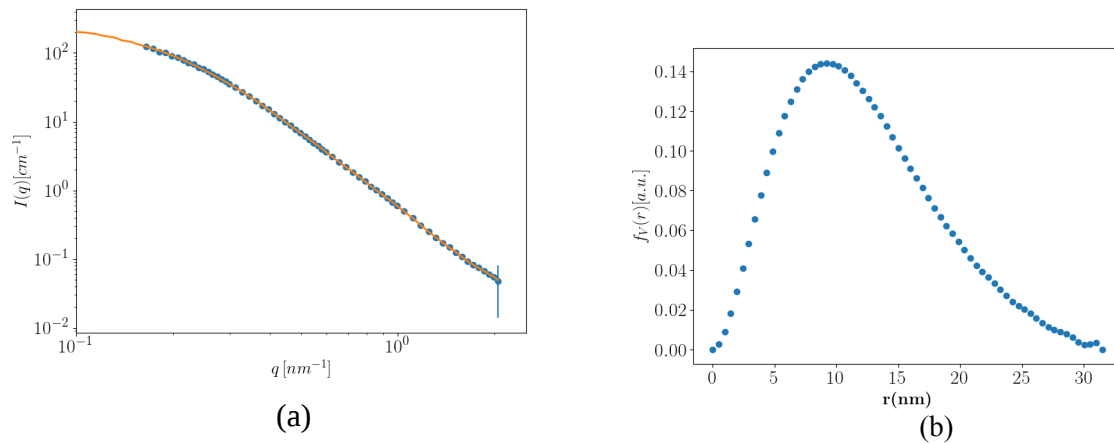 10²
10¹
10⁰
10⁻¹
10⁻²
I(q)[cm⁻¹]
10⁻¹
10⁰
q [nm⁻¹]
(a)
0.14
0.12
0.10
0.08
0.06
0.04
0.02
0.00
f_V(r)[a.u.]
0 5 10 15 20 25 30
r(nm)
(b)